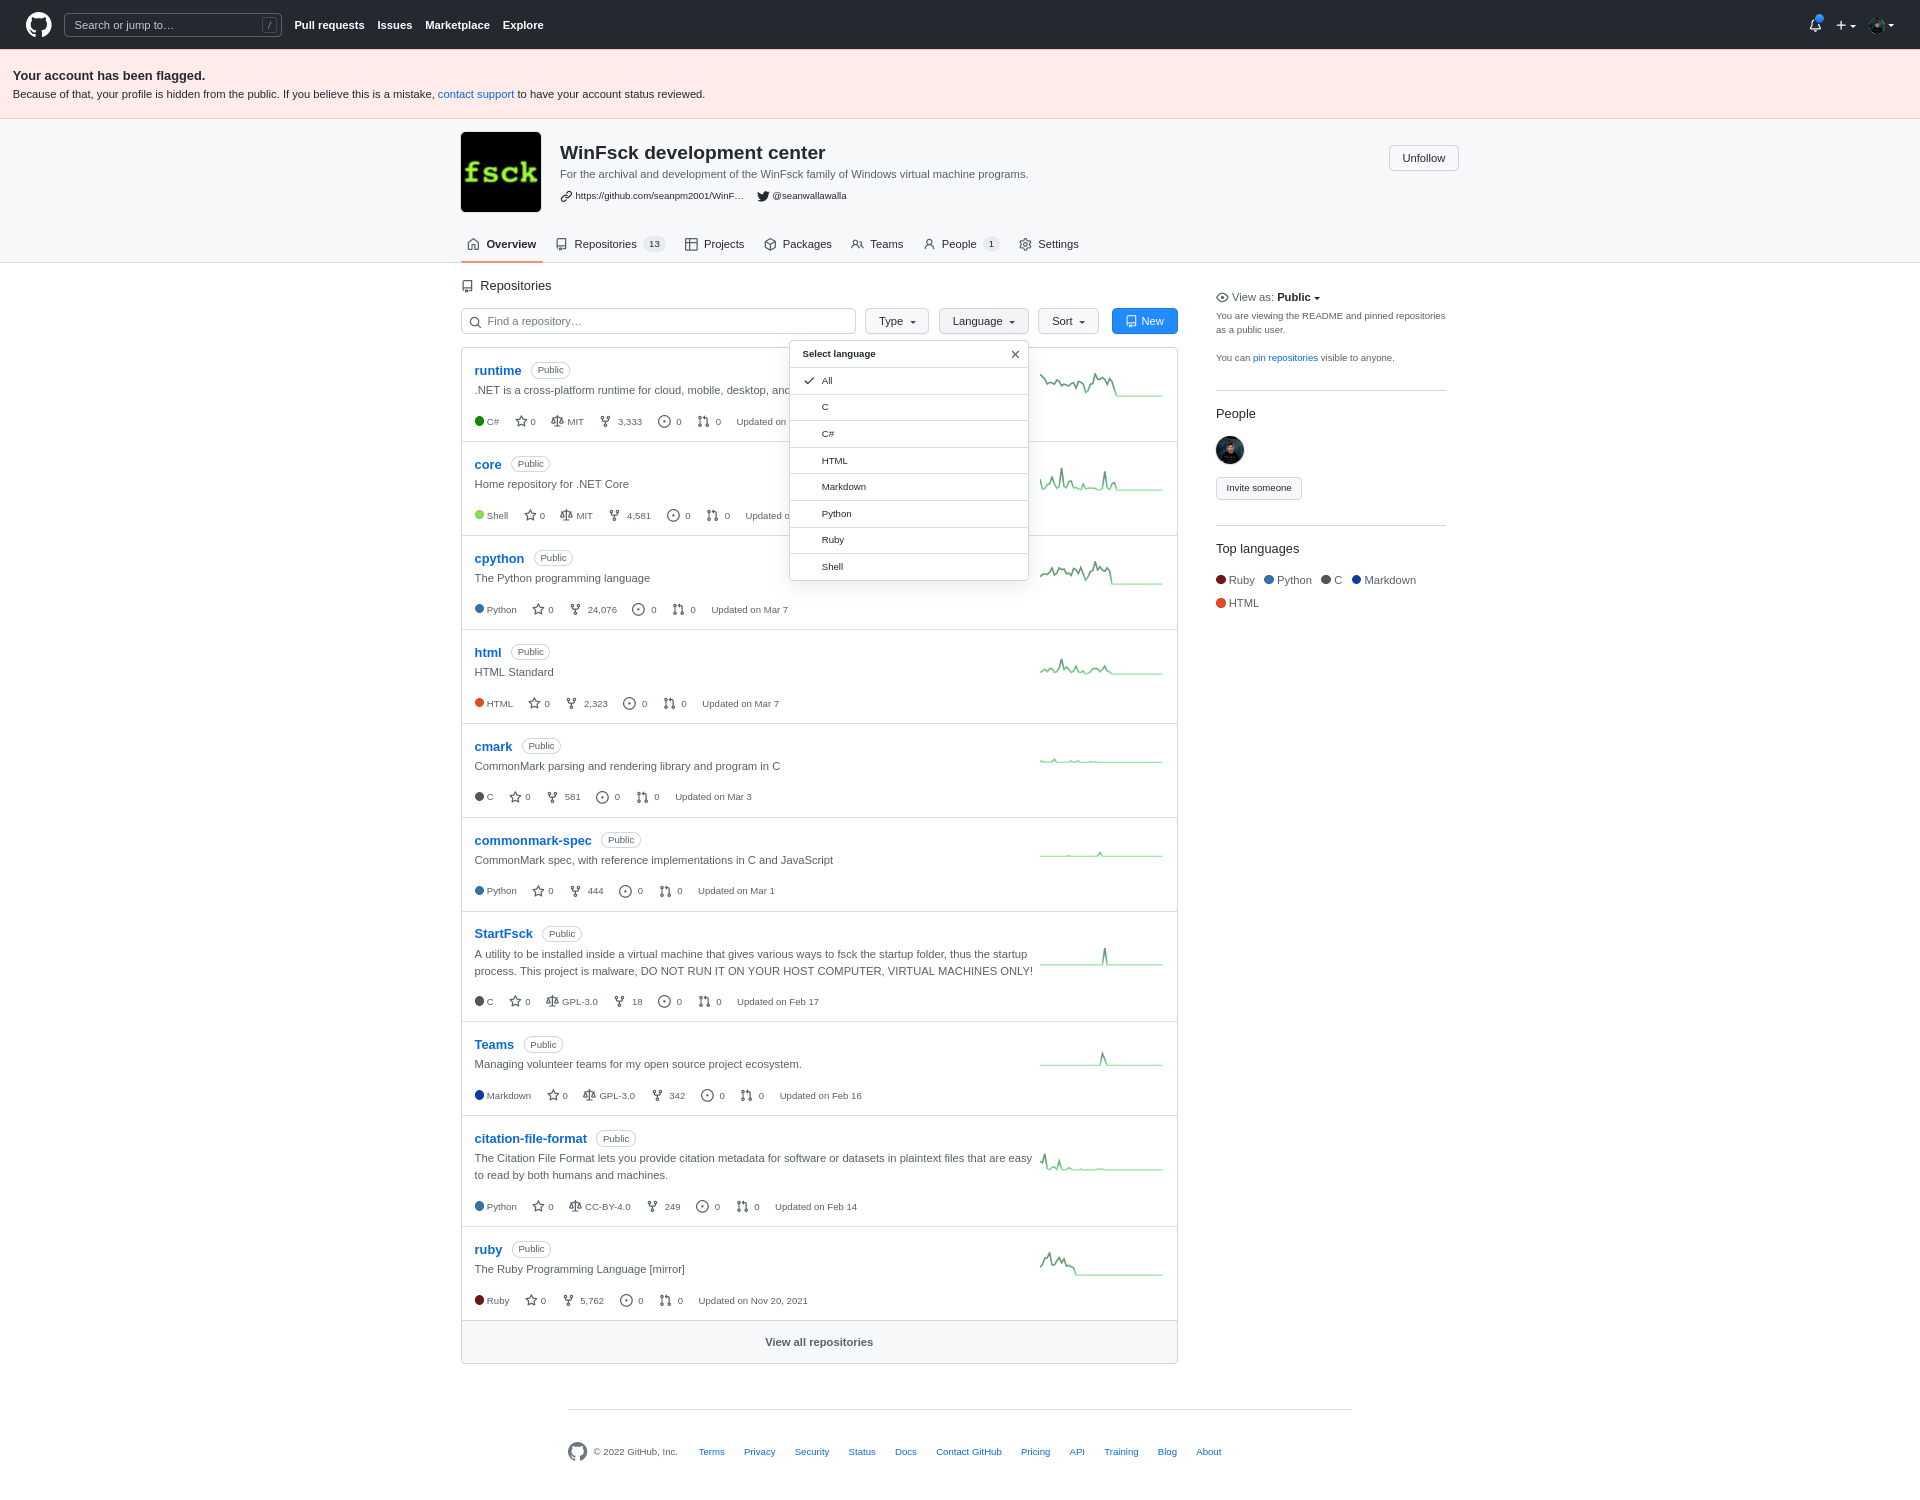 Search or jump to…
/
Pull requests
Issues
Marketplace
Explore
Your account has been flagged.
Because of that, your profile is hidden from the public. If you believe this is a mistake, contact support to have your account status reviewed.
fsck
WinFsck development center
For the archival and development of the WinFsck family of Windows virtual machine programs.
https://github.com/seanpm2001/WinF…
@seanwallawalla
Unfollow
Overview
Repositories 13
Projects
Packages
Teams
People 1
Settings
Repositories
Find a repository…
Type
Language
Sort
New
Select language
All
C
C#
HTML
Markdown
Python
Ruby
Shell
runtime Public
.NET is a cross-platform runtime for cloud, mobile, desktop, and
C# 0 MIT 3,333 0 0 Updated on
core Public
Home repository for .NET Core
Shell 0 MIT 4,581 0 0 Updated o
cpython Public
The Python programming language
Python 0 24,076 0 0 Updated on Mar 7
html Public
HTML Standard
HTML 0 2,323 0 0 Updated on Mar 7
cmark Public
CommonMark parsing and rendering library and program in C
C 0 581 0 0 Updated on Mar 3
commonmark-spec Public
CommonMark spec, with reference implementations in C and JavaScript
Python 0 444 0 0 Updated on Mar 1
StartFsck Public
A utility to be installed inside a virtual machine that gives various ways to fsck the startup folder, thus the startup
process. This project is malware, DO NOT RUN IT ON YOUR HOST COMPUTER, VIRTUAL MACHINES ONLY!
C 0 GPL-3.0 18 0 0 Updated on Feb 17
Teams Public
Managing volunteer teams for my open source project ecosystem.
Markdown 0 GPL-3.0 342 0 0 Updated on Feb 16
citation-file-format Public
The Citation File Format lets you provide citation metadata for software or datasets in plaintext files that are easy
to read by both humans and machines.
Python 0 CC-BY-4.0 249 0 0 Updated on Feb 14
ruby Public
The Ruby Programming Language [mirror]
Ruby 0 5,762 0 0 Updated on Nov 20, 2021
View all repositories
View as: Public
You are viewing the README and pinned repositories
as a public user.
You can pin repositories visible to anyone.
People
Invite someone
Top languages
Ruby Python C Markdown
HTML
© 2022 GitHub, Inc.
Terms
Privacy
Security
Status
Docs
Contact GitHub
Pricing
API
Training
Blog
About